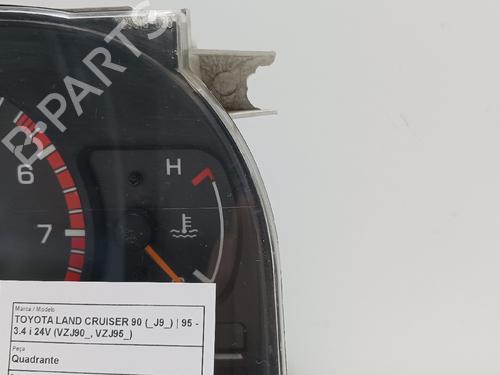 B-PARTS
H
6
7
Marca / Modelo
TOYOTA LAND CRUISER 90 (_J9_) | 95 -
3.4 i 24V (VZJ90_, VZJ95_)
Peça
Quadrante